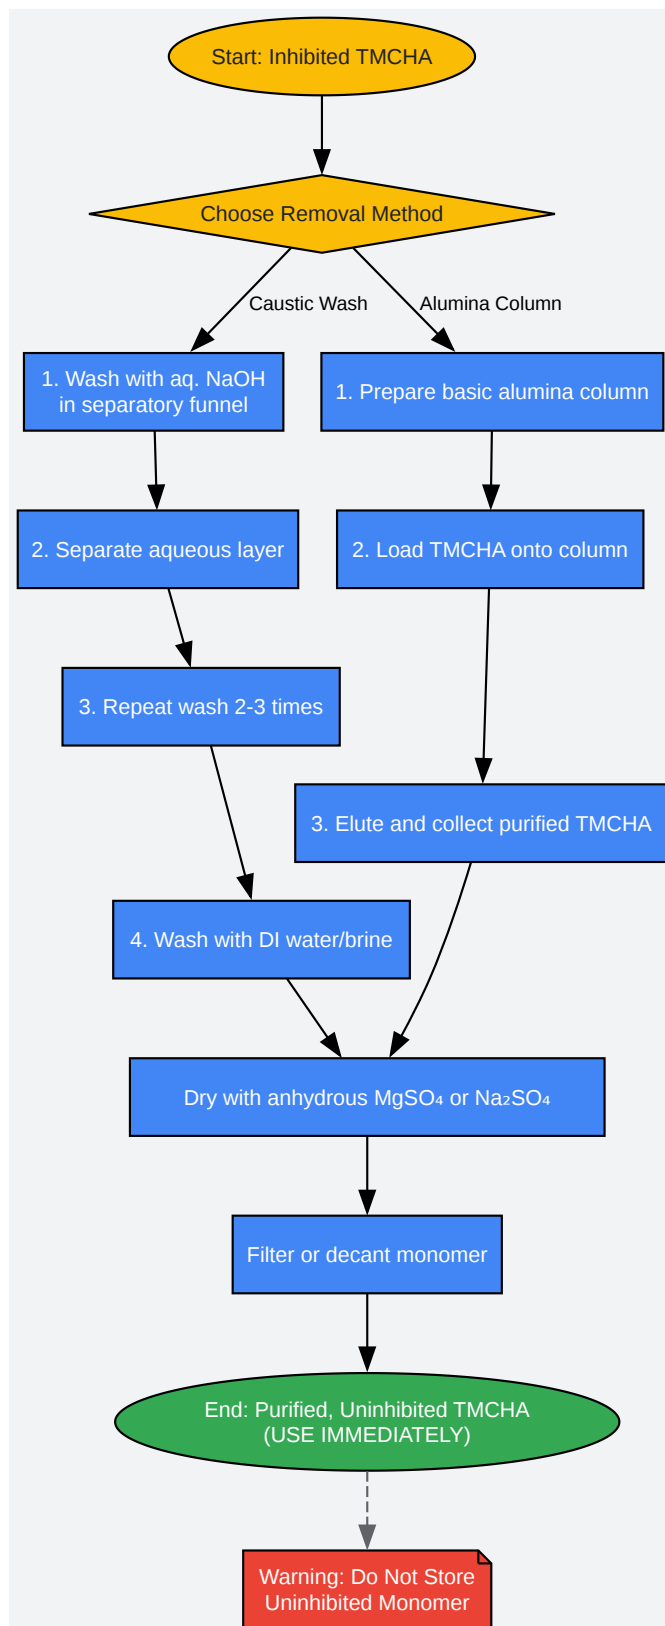 Start: Inhibited TMCHA
Choose Removal Method
Caustic Wash
Alumina Column
1. Wash with aq. NaOH
in separatory funnel
1. Prepare basic alumina column
2. Separate aqueous layer
2. Load TMCHA onto column
3. Repeat wash 2-3 times
3. Elute and collect purified TMCHA
4. Wash with DI water/brine
Dry with anhydrous MgSO₄ or Na₂SO₄
Filter or decant monomer
End: Purified, Uninhibited TMCHA
(USE IMMEDIATELY)
Warning: Do Not Store
Uninhibited Monomer